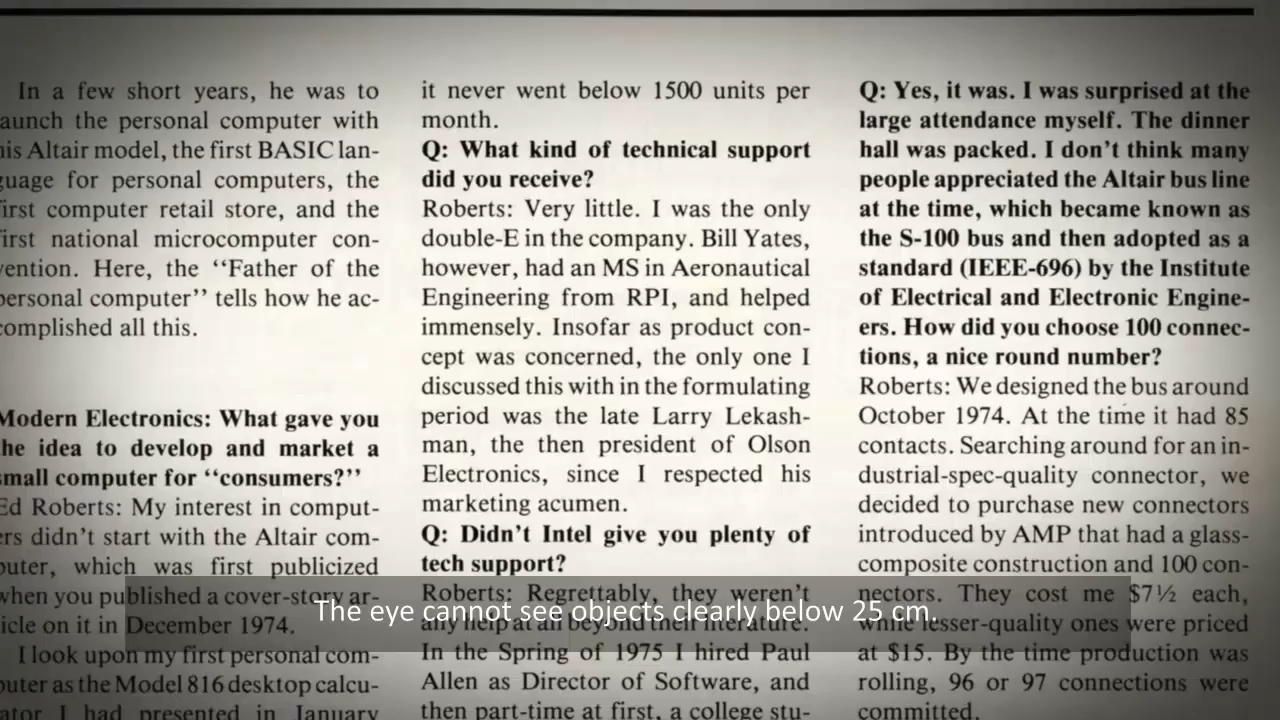 In a few short years, he was to
aunch the personal computer with
is Altair model, the first BASIC lan-
guage for personal computers, the
irst computer retail store, and the
irst national microcomputer con-
vention. Here, the “Father of the
personal computer” tells how he ac-
complished all this.
Modern Electronics: What gave you
he idea to develop and market a
small computer for “consumers?”
Ed Roberts: My interest in comput-
ers didn’t start with the Altair com-
puter, which was first publicized
when you published a cover-story ar-
icle on it in December 1974.
I look upon my first personal com-
puter as the Model 816 desktop calcu-
ator I had presented in January
it never went below 1500 units per
month.
Q: What kind of technical support
did you receive?
Roberts: Very little. I was the only
double-E in the company. Bill Yates,
however, had an MS in Aeronautical
Engineering from RPI, and helped
immensely. Insofar as product con-
cept was concerned, the only one I
discussed this with in the formulating
period was the late Larry Lekash-
man, the then president of Olson
Electronics, since I respected his
marketing acumen.
Q: Didn’t Intel give you plenty of
tech support?
Roberts: Regrettably, they weren’t
any help at all beyond their literature.
In the Spring of 1975 I hired Paul
Allen as Director of Software, and
then part-time at first, a college stu-
Q: Yes, it was. I was surprised at the
large attendance myself. The dinner
hall was packed. I don’t think many
people appreciated the Altair bus line
at the time, which became known as
the S-100 bus and then adopted as a
standard (IEEE-696) by the Institute
of Electrical and Electronic Engine-
ers. How did you choose 100 connec-
tions, a nice round number?
Roberts: We designed the bus around
October 1974. At the time it had 85
contacts. Searching around for an in-
dustrial-spec-quality connector, we
decided to purchase new connectors
introduced by AMP that had a glass-
composite construction and 100 con-
nectors. They cost me $7½ each,
while lesser-quality ones were priced
at $15. By the time production was
rolling, 96 or 97 connections were
committed.
The eye cannot see objects clearly below 25 cm.